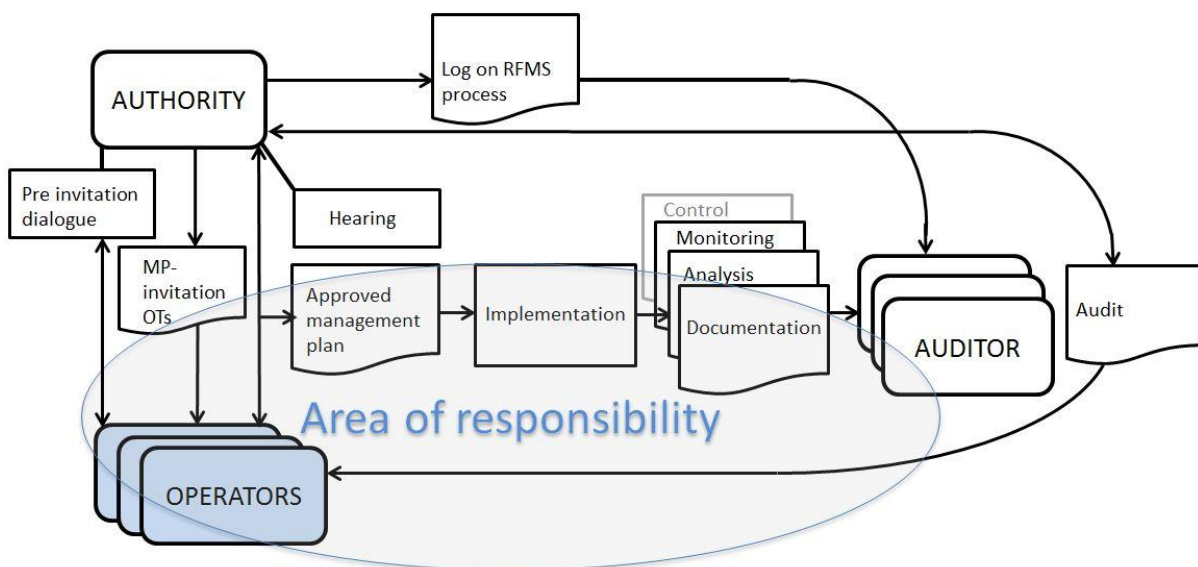 Log on RFMS
process
AUTHORITY
Pre invitation
dialogue
Hearing
Control
Monitoring
Analysis
Documentation
MP-
invitation
OTs
Approved
management
plan
Implementation
Audit
AUDITOR
Area of responsibility
OPERATORS